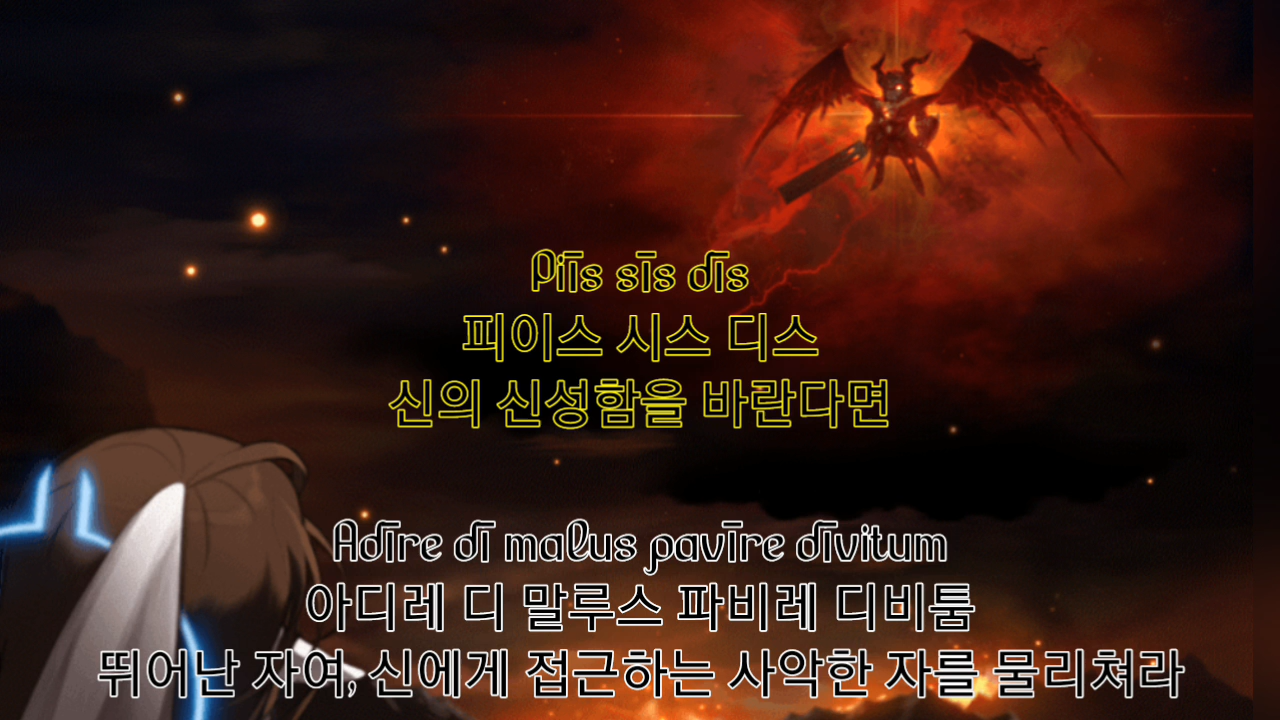 Piīs sīs dīs
피이스 시스 디스
신의 신성함을 바란다면
Adīre dī malus pavīre dīvitum
아디레 디 말루스 파비레 디비툼
뛰어난 자여, 신에게 접근하는 사악한 자를 물리쳐라